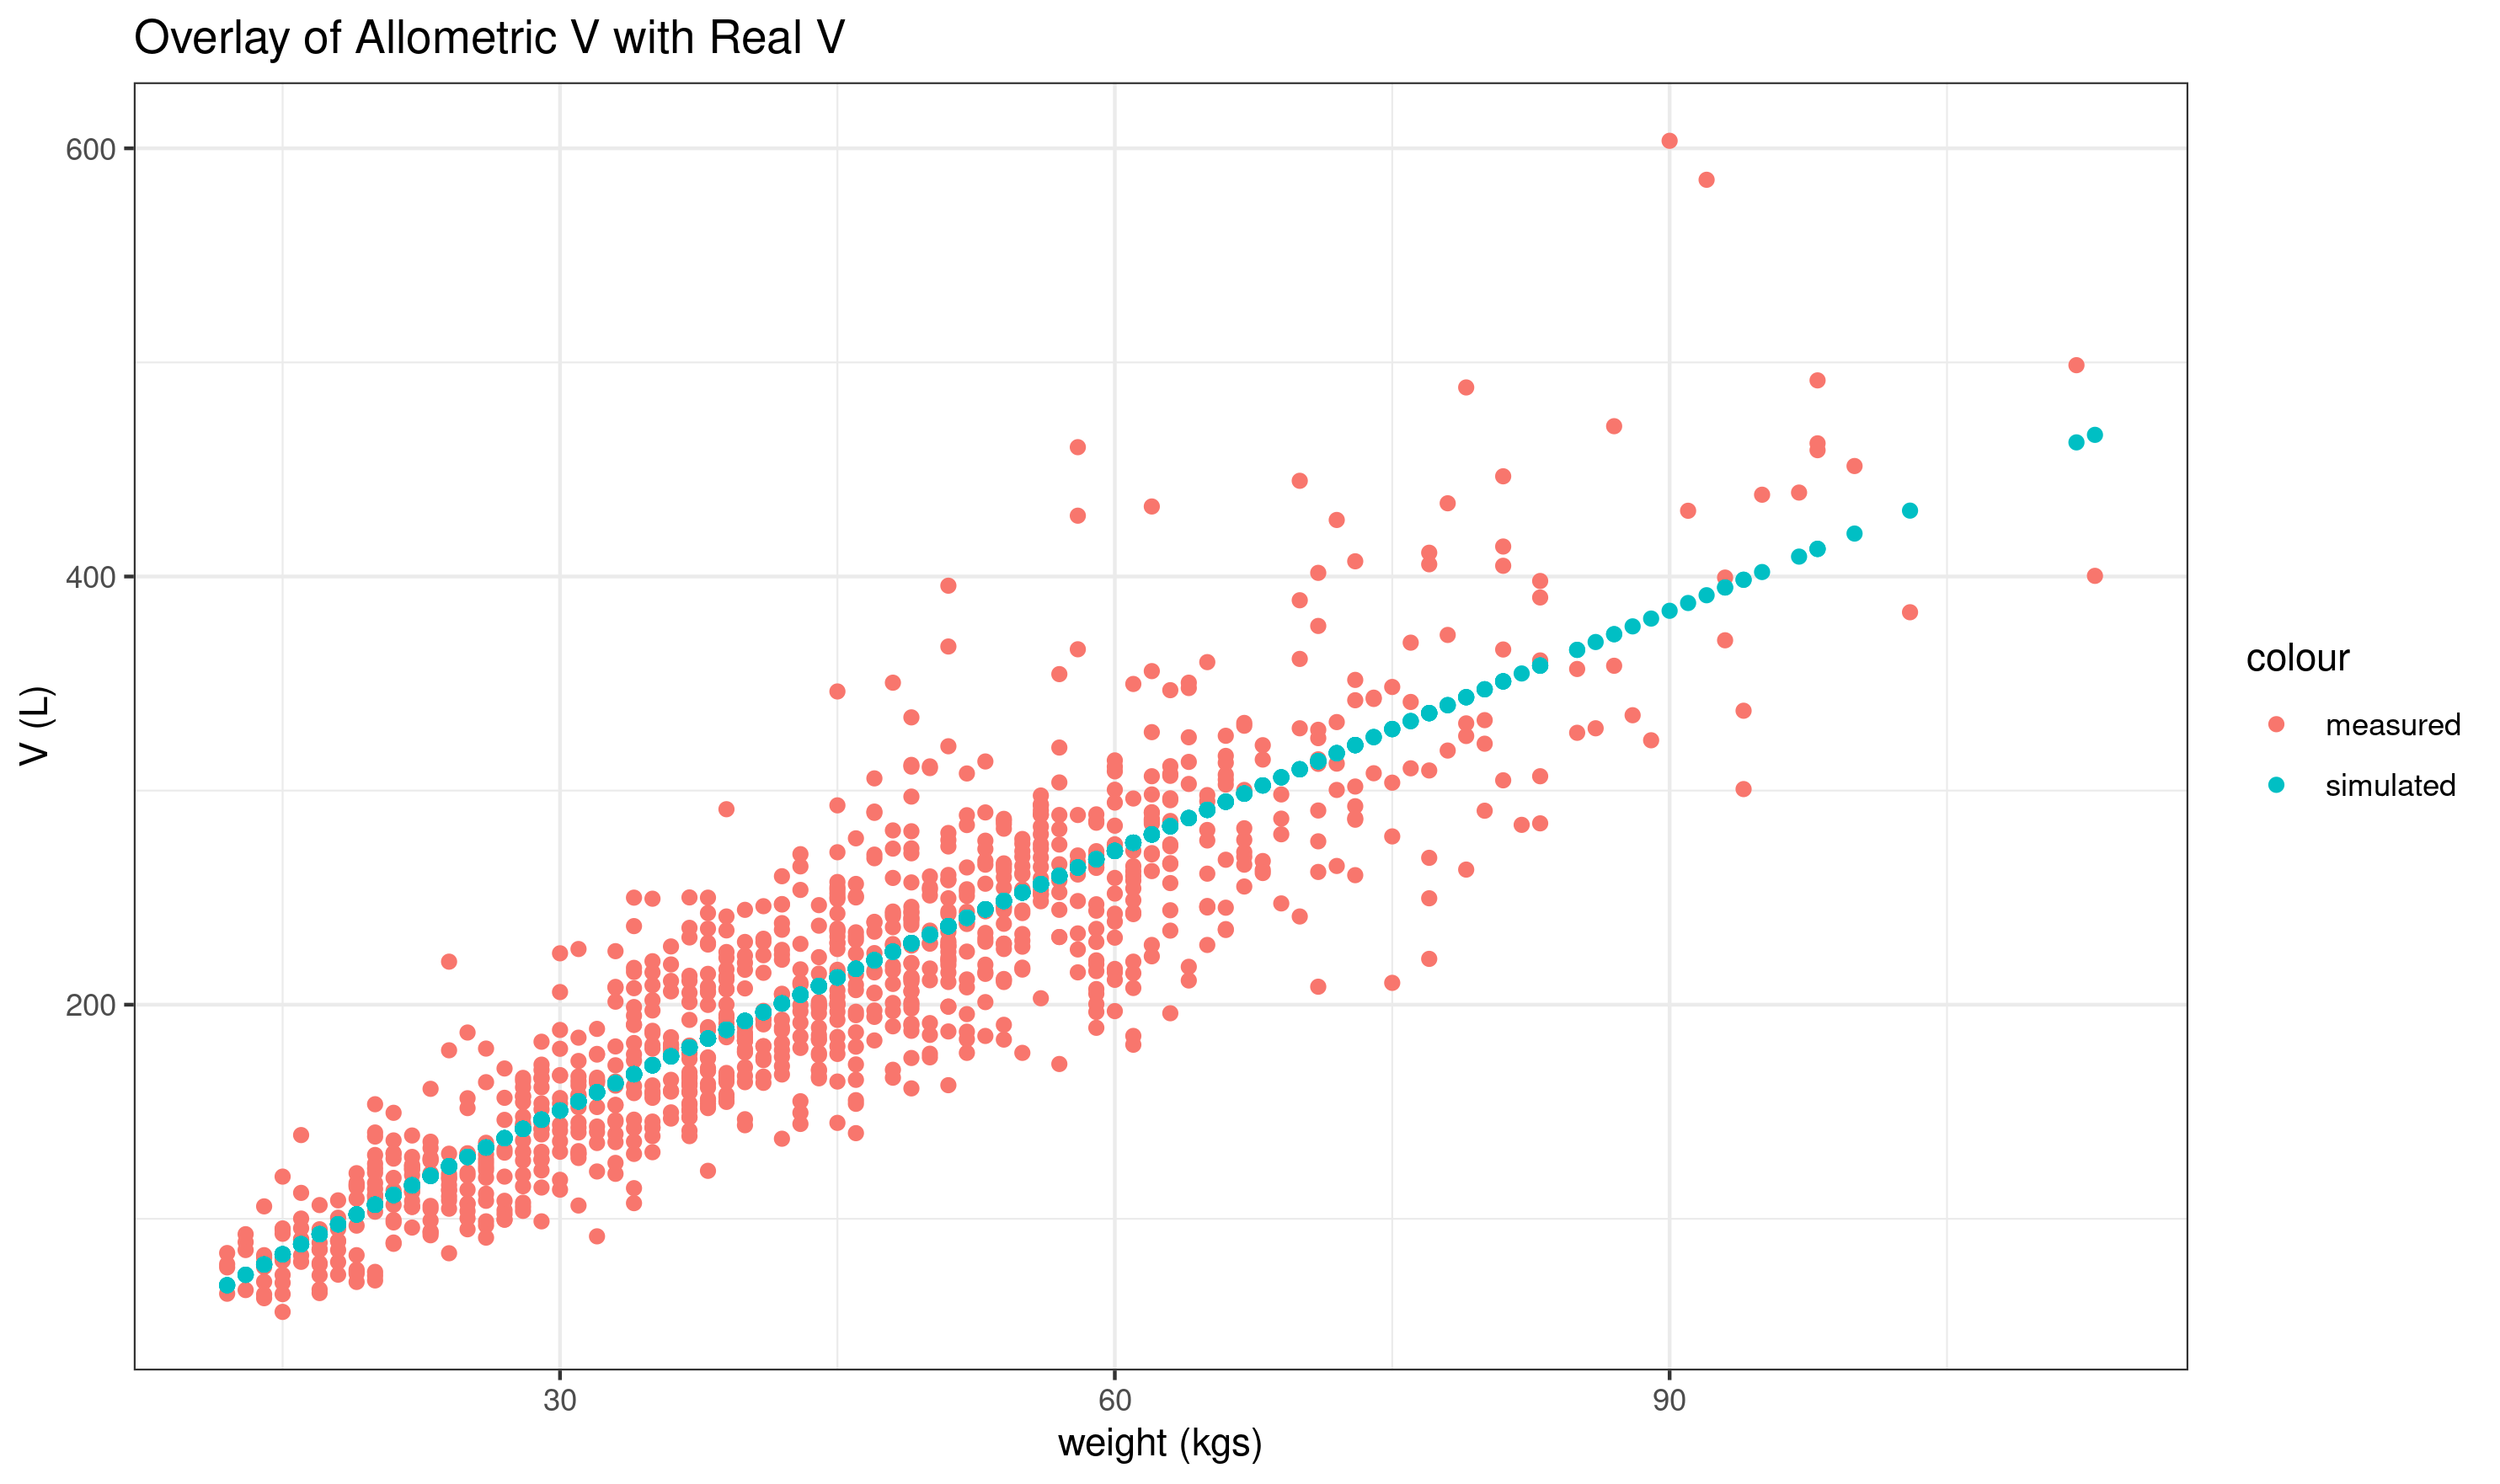 Overlay of Allometric V with Real V
600
400
200
V (L)
30
60
90
weight (kgs)
colour
measured
simulated